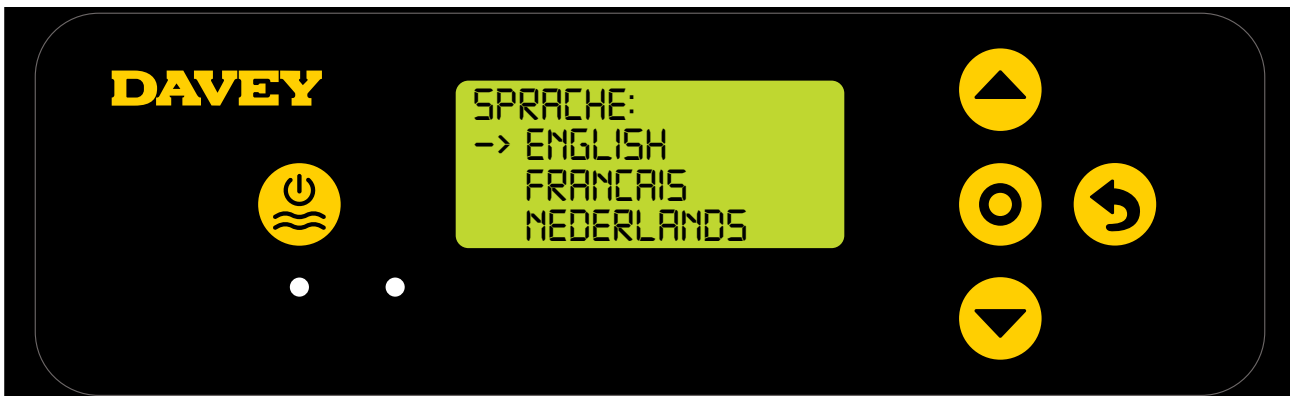 DAVEY
SPRACHE:
-> ENGLISH
FRANCAIS
NEDERLANDS